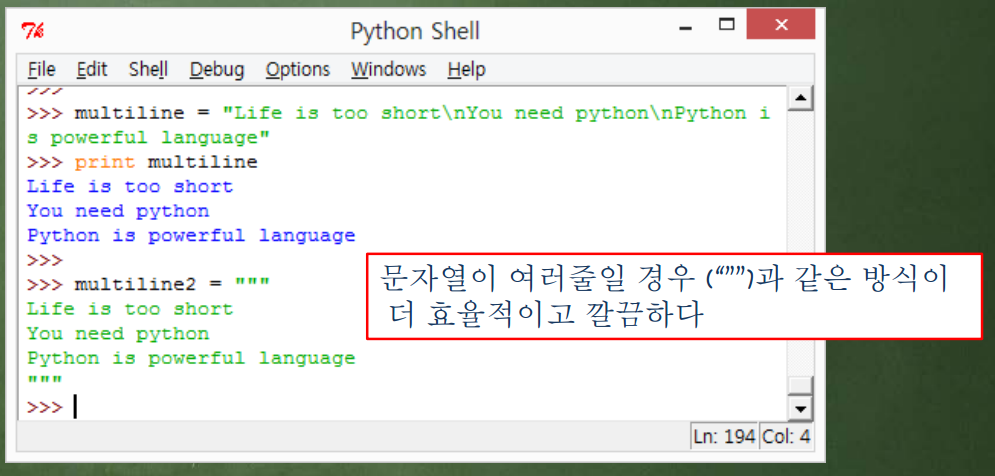 Python Shell
File Edit Shell Debug Options Windows Help
>>>
>>> multiline = "Life is too short\nYou need python\nPython i
s powerful language"
>>> print multiline
Life is too short
You need python
Python is powerful language
>>>
>>> multiline2 = """
Life is too short
You need python
Python is powerful language
"""
>>>
문자열이 여러줄일 경우 (“””)과 같은 방식이
더 효율적이고 깔끔하다
Ln: 194 Col: 4